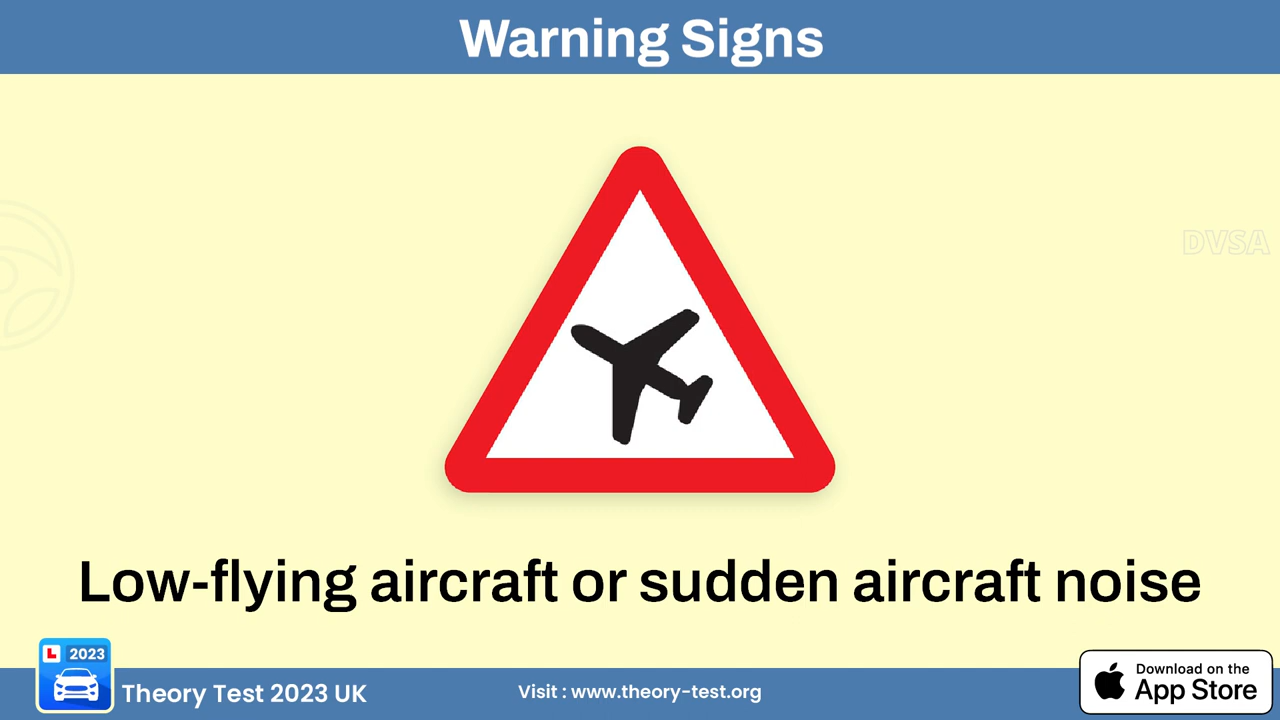 Warning Signs
DVSA
Low-flying aircraft or sudden aircraft noise
L 2023
Theory Test 2023 UK
Visit : www.theory-test.org
Download on the
App Store